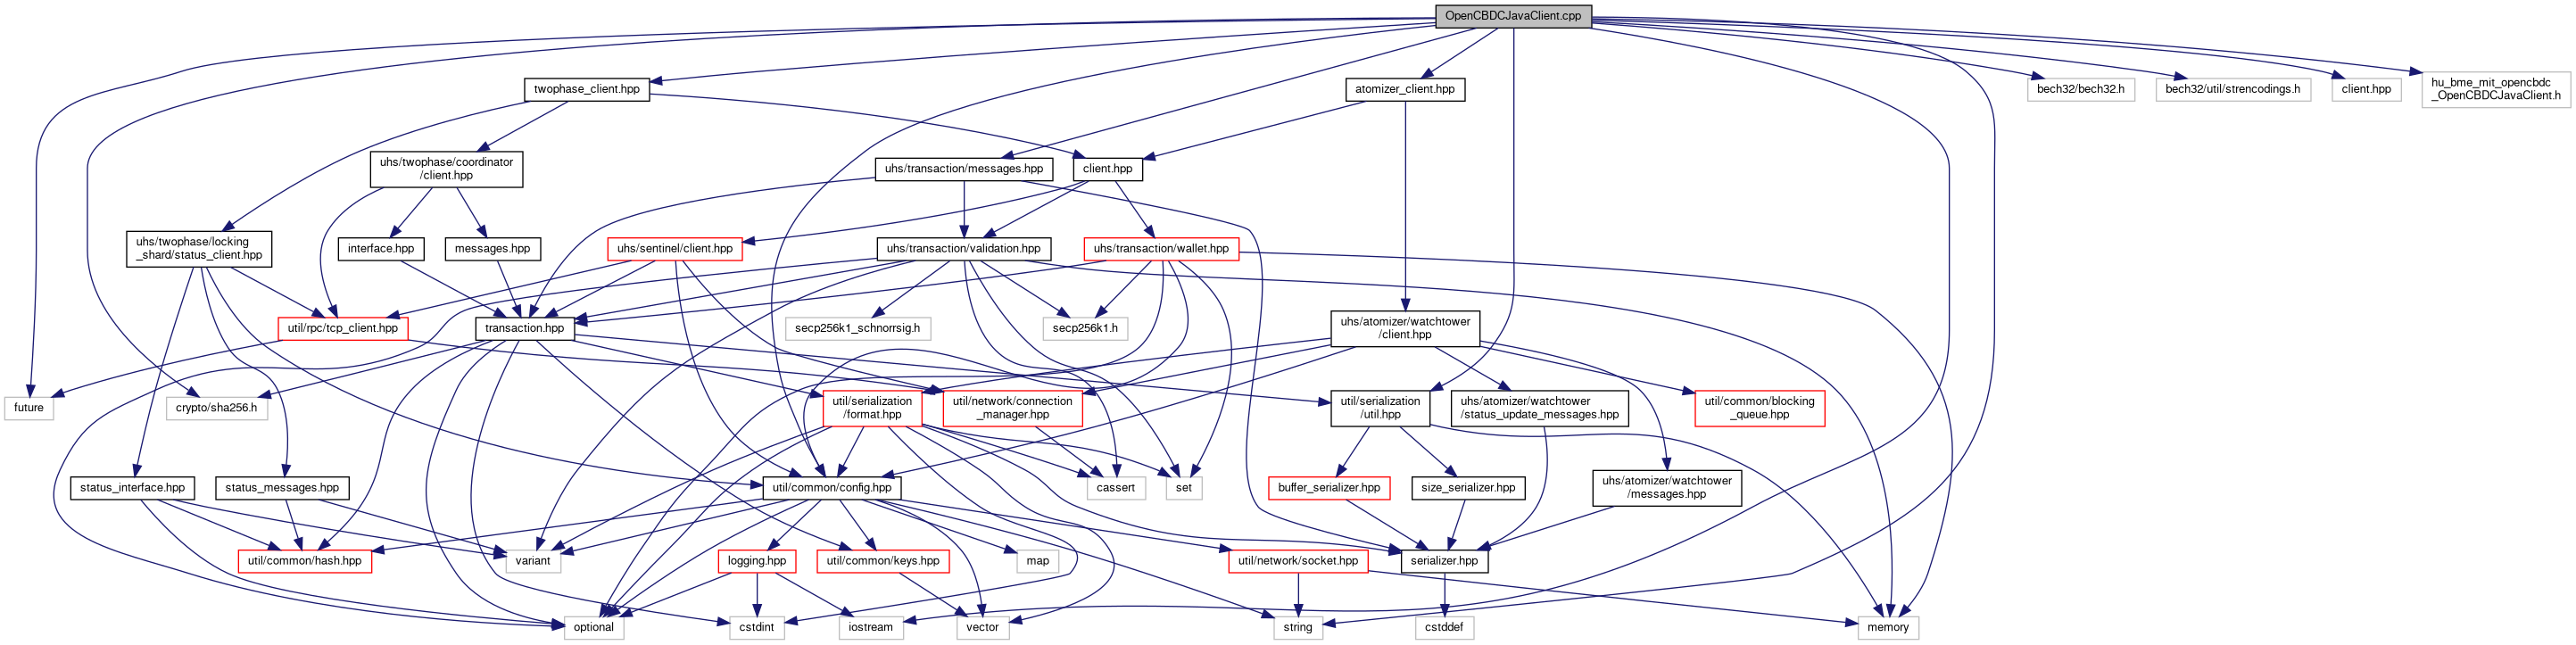 OpenCBDCJavaClient.cpp
twophase_client.hpp
atomizer_client.hpp
bech32/bech32.h
bech32/util/strencodings.h
client.hpp
hu_bme_mit_opencbdc
_OpenCBDCJavaClient.h
uhs/twophase/coordinator
/client.hpp
uhs/transaction/messages.hpp
client.hpp
uhs/twophase/locking
_shard/status_client.hpp
interface.hpp
messages.hpp
uhs/sentinel/client.hpp
uhs/transaction/validation.hpp
uhs/transaction/wallet.hpp
util/rpc/tcp_client.hpp
transaction.hpp
secp256k1_schnorrsig.h
secp256k1.h
uhs/atomizer/watchtower
/client.hpp
future
crypto/sha256.h
util/serialization
/format.hpp
util/network/connection
_manager.hpp
util/serialization
/util.hpp
uhs/atomizer/watchtower
/status_update_messages.hpp
util/common/blocking
_queue.hpp
status_interface.hpp
status_messages.hpp
util/common/config.hpp
cassert
set
buffer_serializer.hpp
size_serializer.hpp
uhs/atomizer/watchtower
/messages.hpp
util/common/hash.hpp
variant
logging.hpp
util/common/keys.hpp
map
util/network/socket.hpp
serializer.hpp
optional
cstdint
iostream
vector
string
cstddef
memory